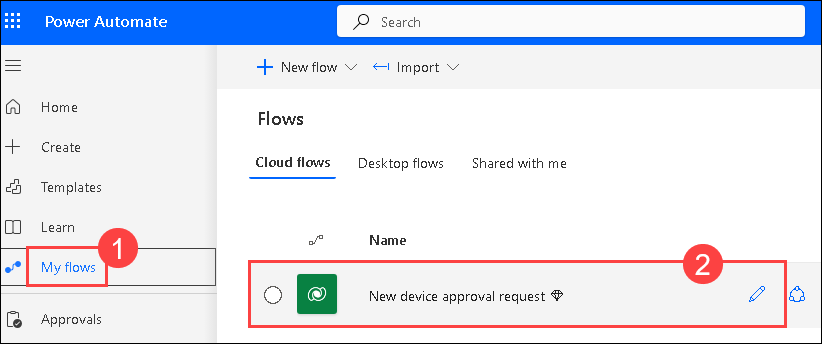 Power Automate
Search
New flow
Import
Home
Create
Templates
Learn
My flows
1
Approvals
Flows
Cloud flows Desktop flows Shared with me
Name
2
New device approval request